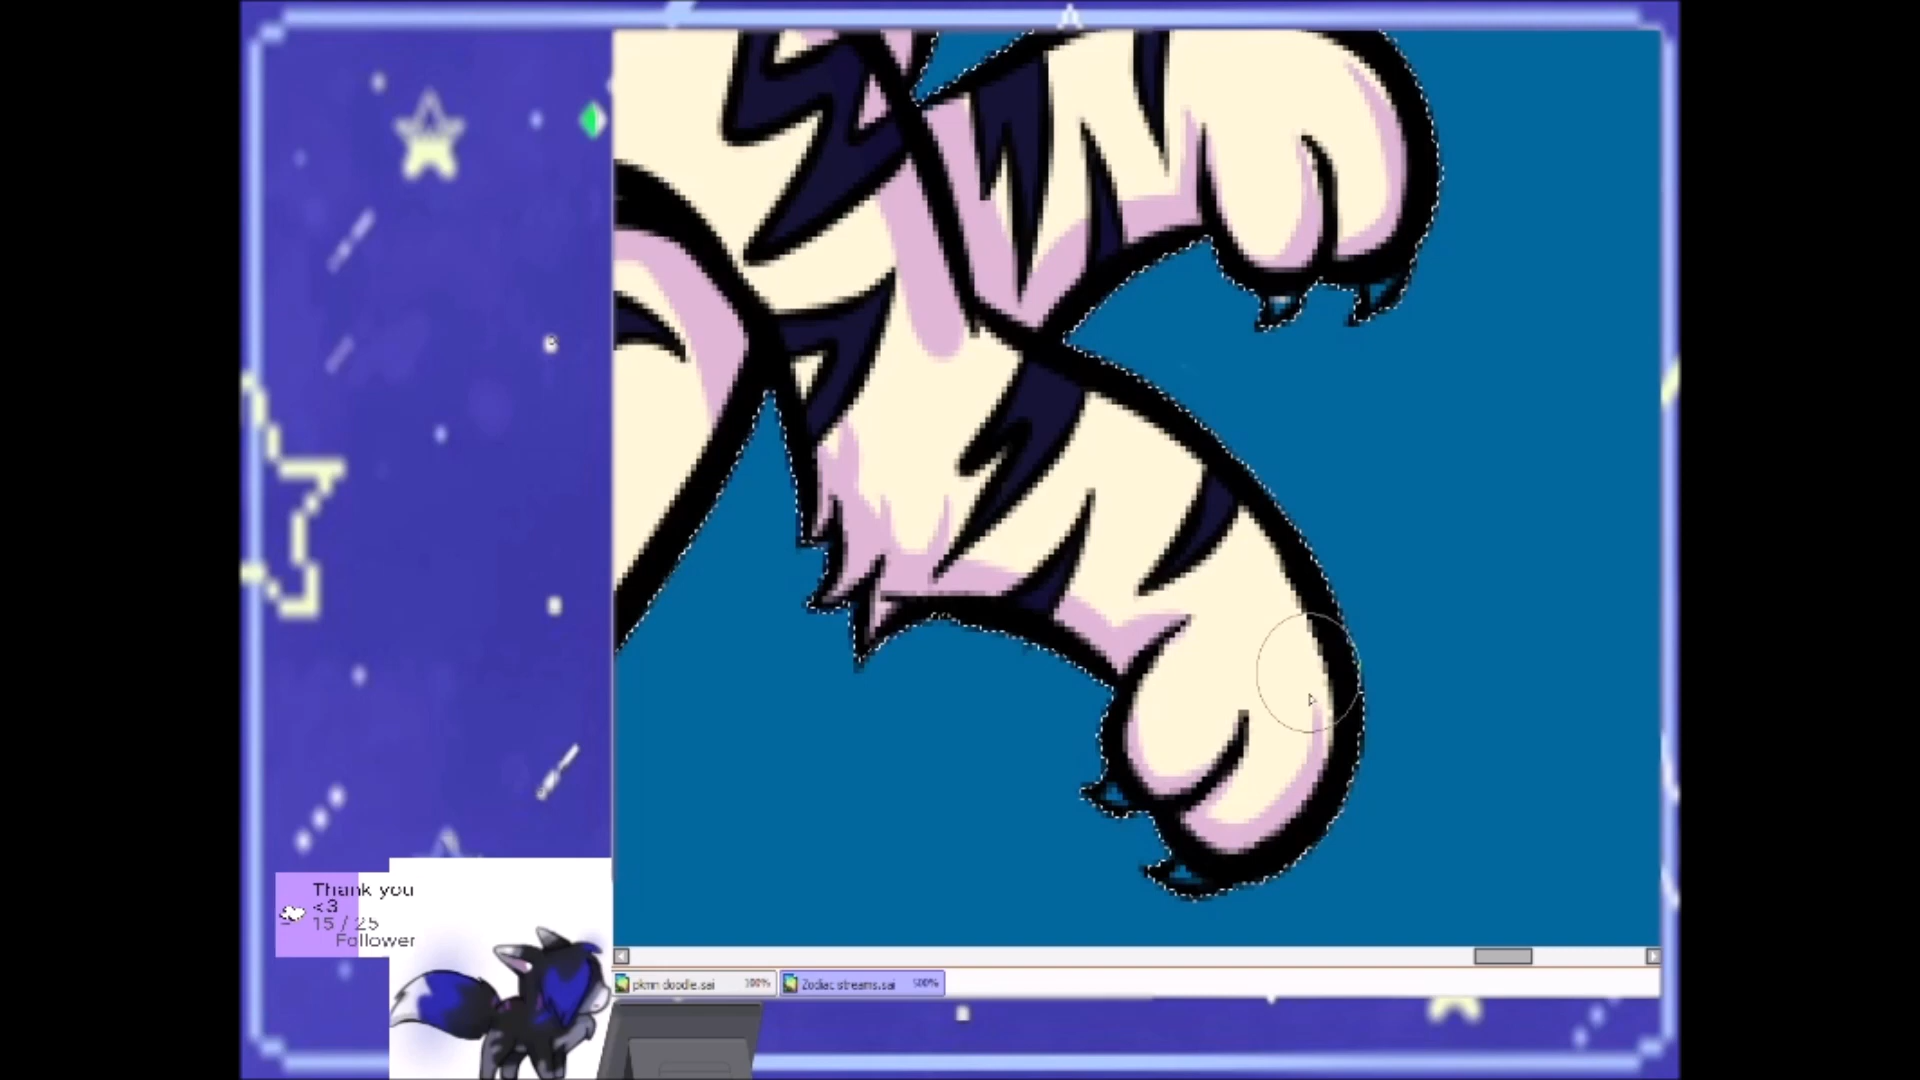 Thank you
<3
15 / 25
Follower
pkmn doodle.sai 100%
Zodiac streams.sai 500%